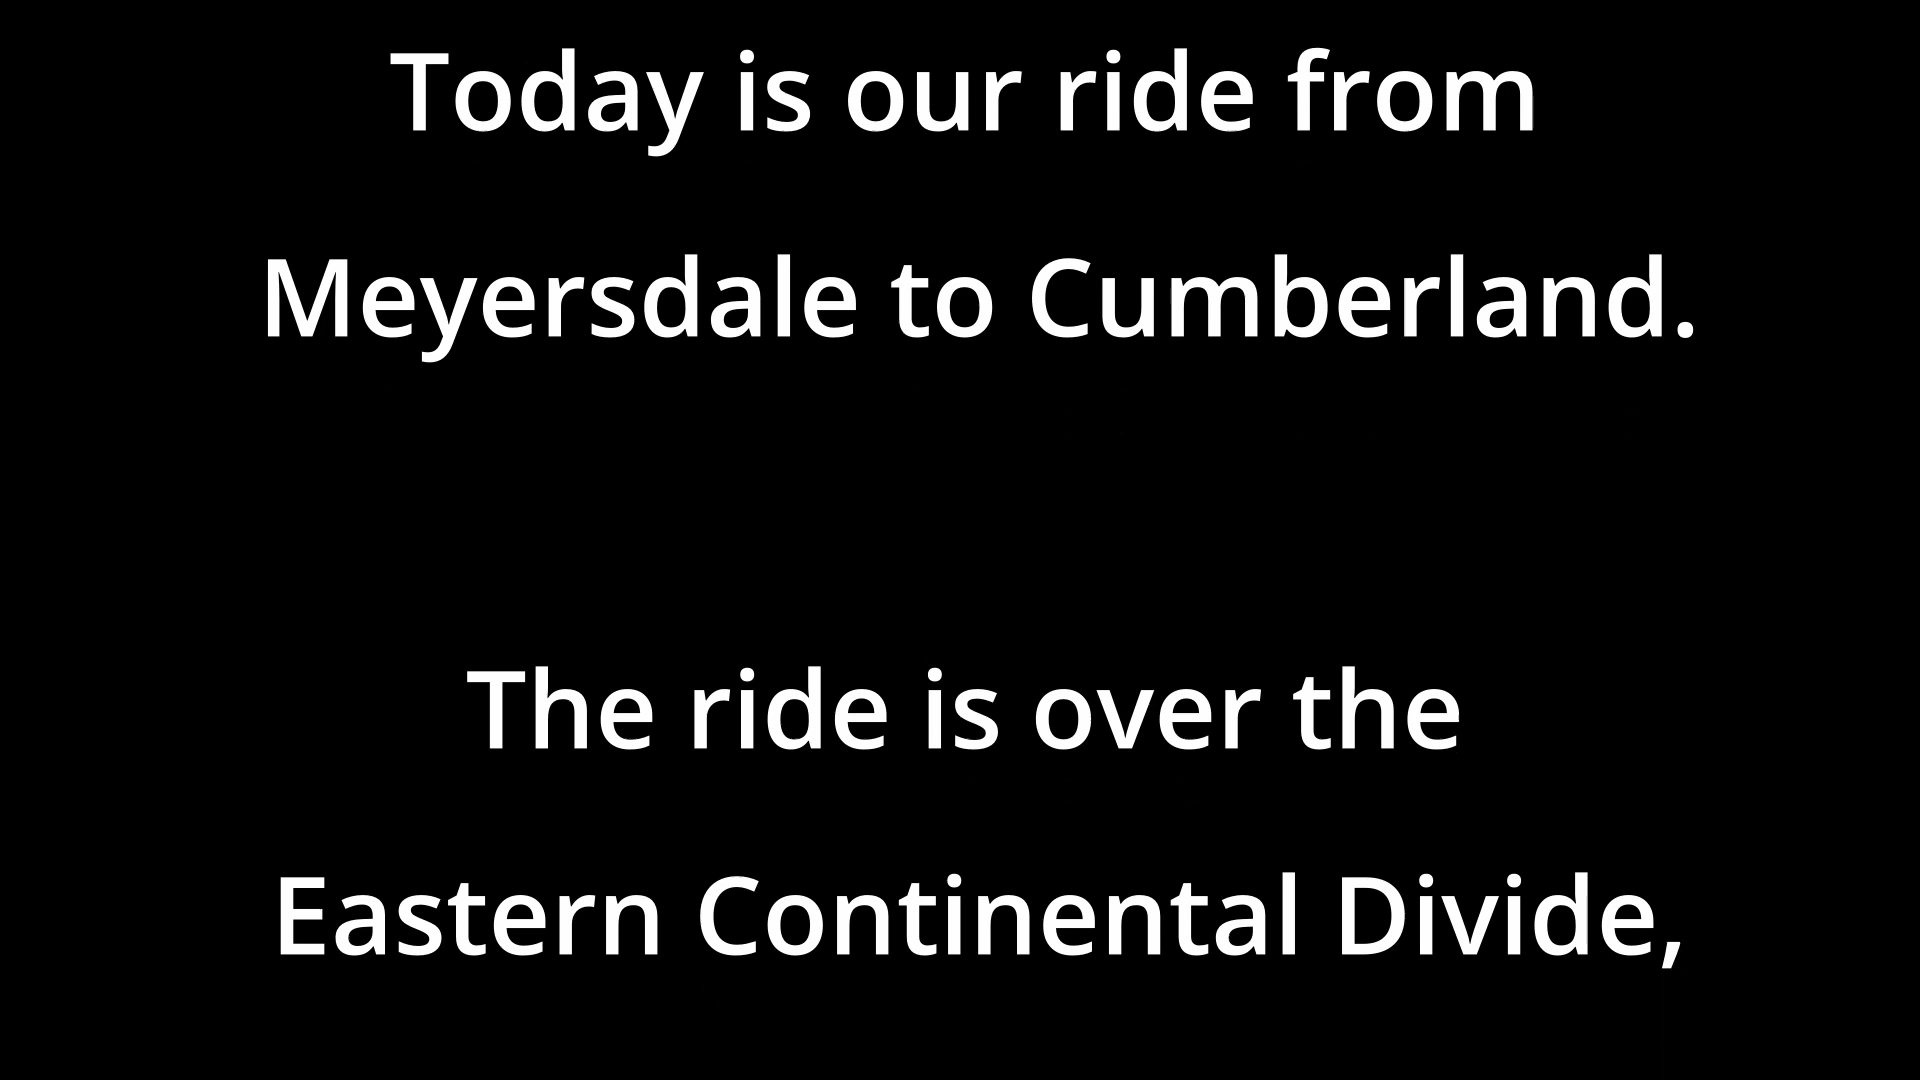 Today is our ride from
Meyersdale to Cumberland.
The ride is over the
Eastern Continental Divide,